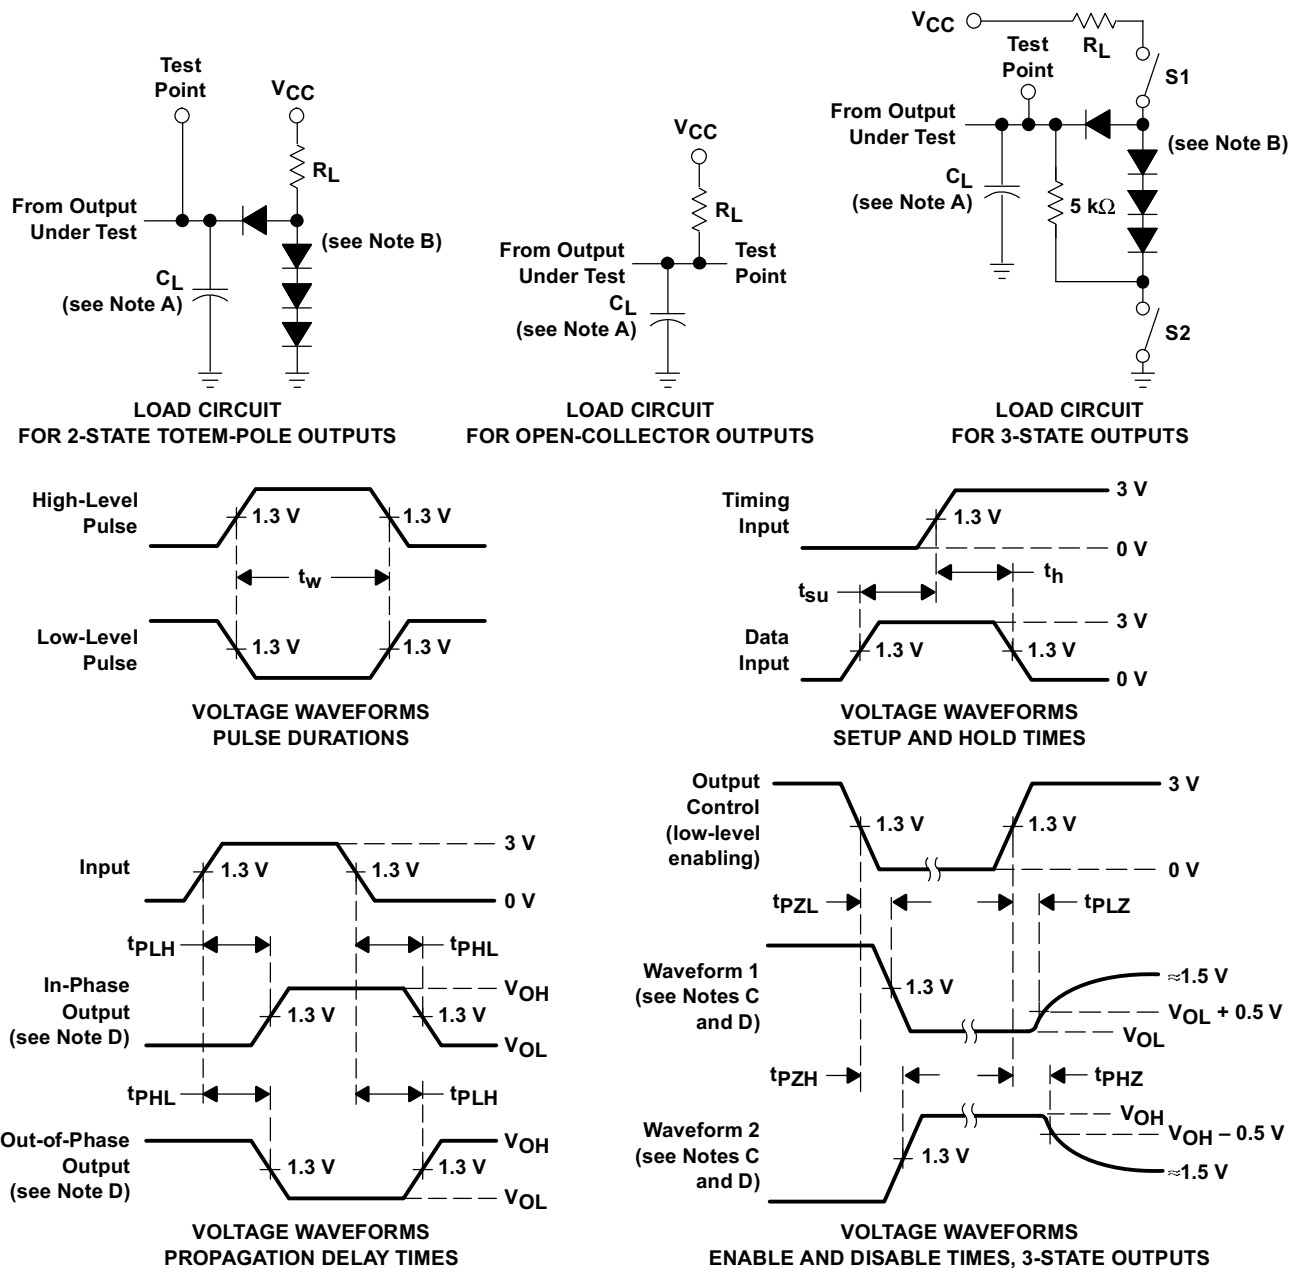 Test
Point
VCC
RL
From Output
Under Test
(see Note B)
CL
(see Note A)
LOAD CIRCUIT
FOR 2-STATE TOTEM-POLE OUTPUTS
VCC
RL
From Output
Under Test
Test
Point
CL
(see Note A)
LOAD CIRCUIT
FOR OPEN-COLLECTOR OUTPUTS
VCC
RL
Test
Point
S1
From Output
Under Test
(see Note B)
CL
(see Note A)
5 kΩ
S2
LOAD CIRCUIT
FOR 3-STATE OUTPUTS
High-Level
Pulse
1.3 V
1.3 V
tw
Low-Level
Pulse
1.3 V
1.3 V
VOLTAGE WAVEFORMS
PULSE DURATIONS
Timing
Input
1.3 V
3 V
0 V
tsu
th
Data
Input
1.3 V
1.3 V
3 V
0 V
VOLTAGE WAVEFORMS
SETUP AND HOLD TIMES
Input
1.3 V
1.3 V
3 V
0 V
tPLH
tPHL
In-Phase
Output
(see Note D)
1.3 V
1.3 V
VOH
VOL
tPHL
tPLH
Out-of-Phase
Output
(see Note D)
1.3 V
1.3 V
VOH
VOL
VOLTAGE WAVEFORMS
PROPAGATION DELAY TIMES
Output
Control
(low-level
enabling)
1.3 V
1.3 V
3 V
0 V
tPZL
tPLZ
Waveform 1
(see Notes C
and D)
1.3 V
≈1.5 V
VOL + 0.5 V
VOL
tPZH
tPHZ
Waveform 2
(see Notes C
and D)
1.3 V
VOH
VOH – 0.5 V
≈1.5 V
VOLTAGE WAVEFORMS
ENABLE AND DISABLE TIMES, 3-STATE OUTPUTS